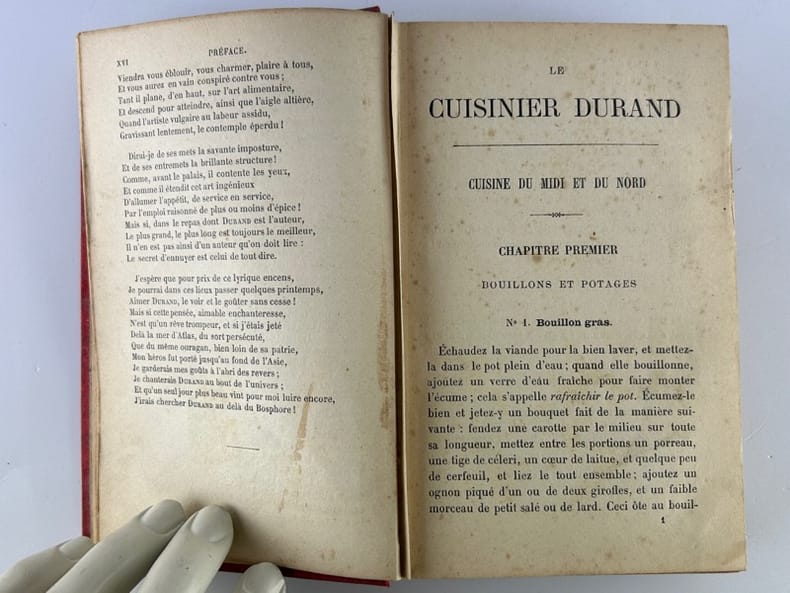 XVI PRÉFACE.
Viendra vous éblouir, vous charmer, plaire à tous,
Et vous aurez en vain conspiré contre vous ;
Tant il plane, d'en haut, sur l'art alimentaire,
Et descend pour atteindre, ainsi que l'aigle altière,
Quand l'artiste vulgaire au labeur assidu,
Gravissant lentement, le contemple éperdu !
Dirai-je de ses mets la savante imposture,
Et de ses entremets la brillante structure !
Comme, avant le palais, il contente les yeux,
Et comme il étendit cet art ingénieux
D'allumer l'appétit, de service en service,
Par l'emploi raisonné de plus ou moins d'épice !
Mais si, dans le repas dont DURAND est l'auteur,
Le plus grand, le plus long est toujours le meilleur,
Il n'en est pas ainsi d'un auteur qu'on doit lire :
Le secret d'ennuyer est celui de tout dire.
J'espère que pour prix de ce lyrique encens,
Je pourrai dans ces lieux passer quelques printemps,
Aimer DURAND, le voir et le goûter sans cesse !
Mais si cette pensée, aimable enchanteresse,
N'est qu'un rêve trompeur, et si j'étais jeté
Delà la mer d'Atlas, du sort persécuté,
Que du même ouragan, bien loin de sa patrie,
Mon héros fut porté jusqu'au fond de l'Asie,
Je garderais mes goûts à l'abri des revers ;
Je chanterais DURAND au bout de l'univers ;
Et qu'un seul jour plus beau vint pour moi luire encore,
J'irais chercher DURAND au delà du Bosphore !
LE
CUISINIER DURAND
CUISINE DU MIDI ET DU NORD
CHAPITRE PREMIER
BOUILLONS ET POTAGES
No 1. Bouillon gras.
Échaudez la viande pour la bien laver, et mettez-
la dans le pot plein d'eau ; quand elle bouillonne,
ajoutez un verre d'eau fraîche pour faire monter
l'écume ; cela s'appelle rafraîchir le pot. Écumez-le
bien et jetez-y un bouquet fait de la manière sui-
vante : fendez une carotte par le milieu sur toute
sa longueur, mettez entre les portions un porreau,
une tige de céleri, un cœur de laitue, et quelque peu
de cerfeuil, et liez le tout ensemble ; ajoutez un
ognon piqué d'un ou de deux girofles, et un faible
morceau de petit salé ou de lard. Ceci ôte au bouil-
1